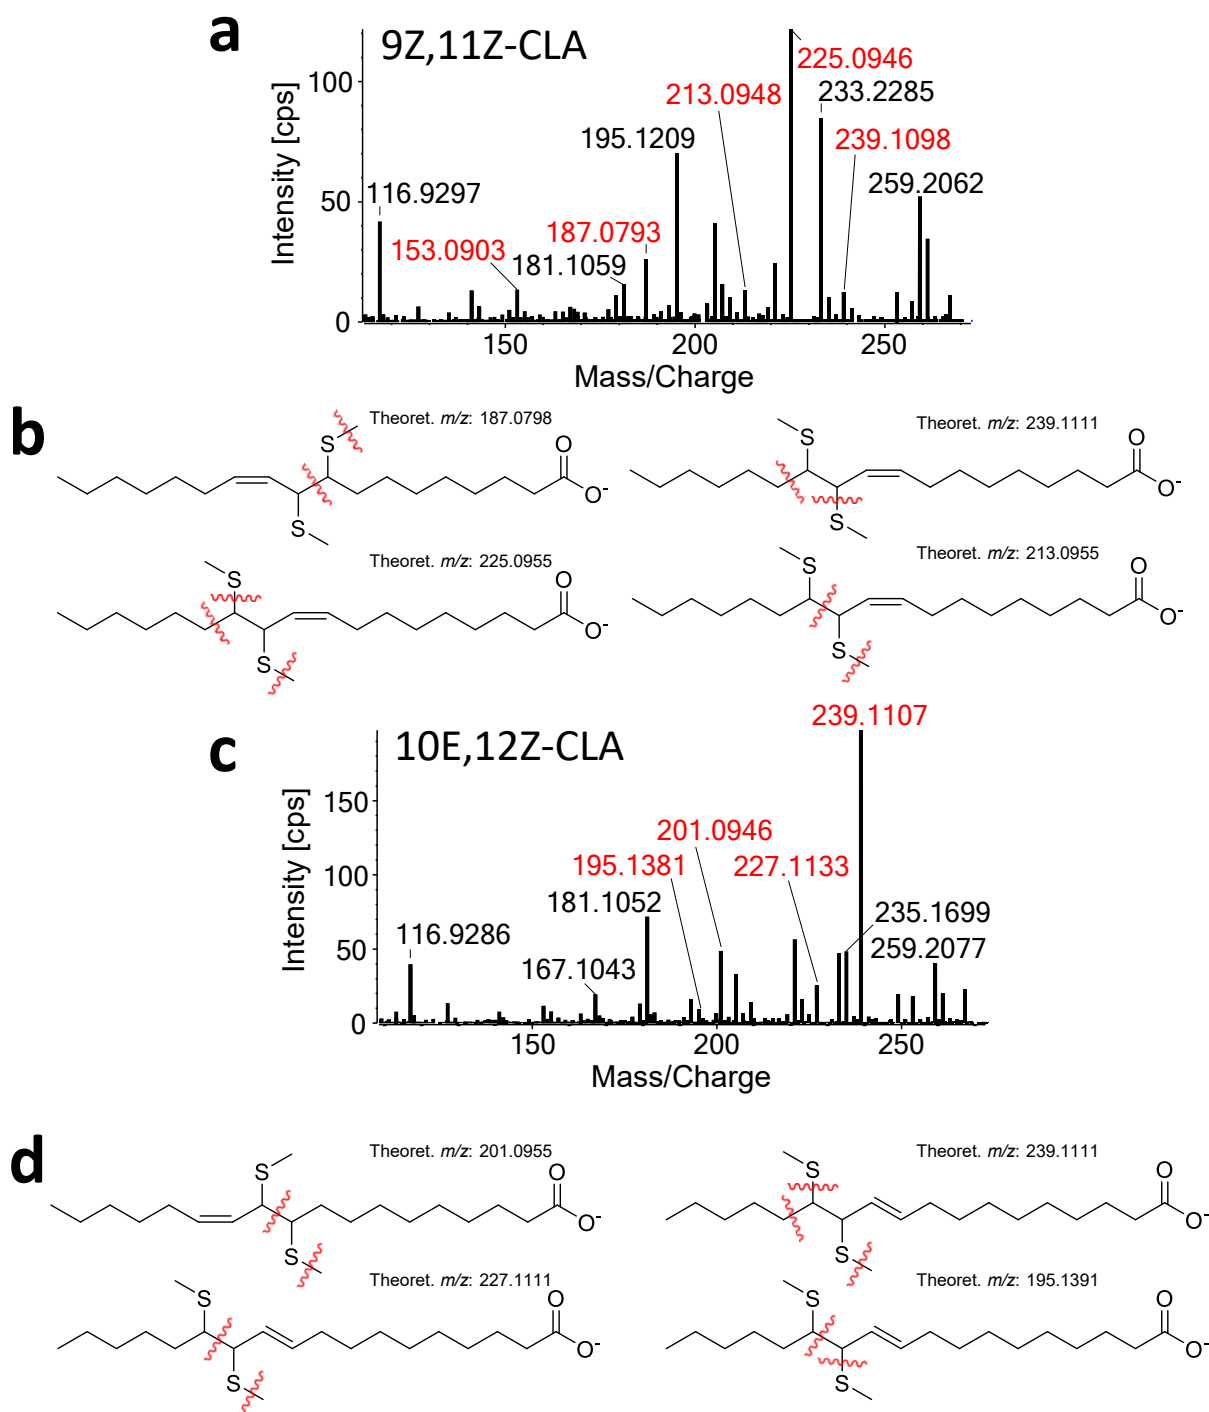 a
9Z,11Z-CLA
225.0946
213.0948
233.2285
195.1209
239.1098
116.9297
259.2062
187.0793
153.0903
181.1059
Intensity [cps]
100
50
0
150
200
250
Mass/Charge
b
Theoret. m/z: 187.0798
S
S
O
O-
Theoret. m/z: 239.1111
S
S
O
O-
Theoret. m/z: 225.0955
S
S
O
O-
Theoret. m/z: 213.0955
S
S
O
O-
c
10E,12Z-CLA
239.1107
201.0946
195.1381
227.1133
181.1052
235.1699
116.9286
259.2077
167.1043
Intensity [cps]
150
100
50
0
150
200
250
Mass/Charge
d
Theoret. m/z: 201.0955
S
S
O
O-
Theoret. m/z: 239.1111
S
S
O
O-
Theoret. m/z: 227.1111
S
S
O
O-
Theoret. m/z: 195.1391
S
S
O
O-